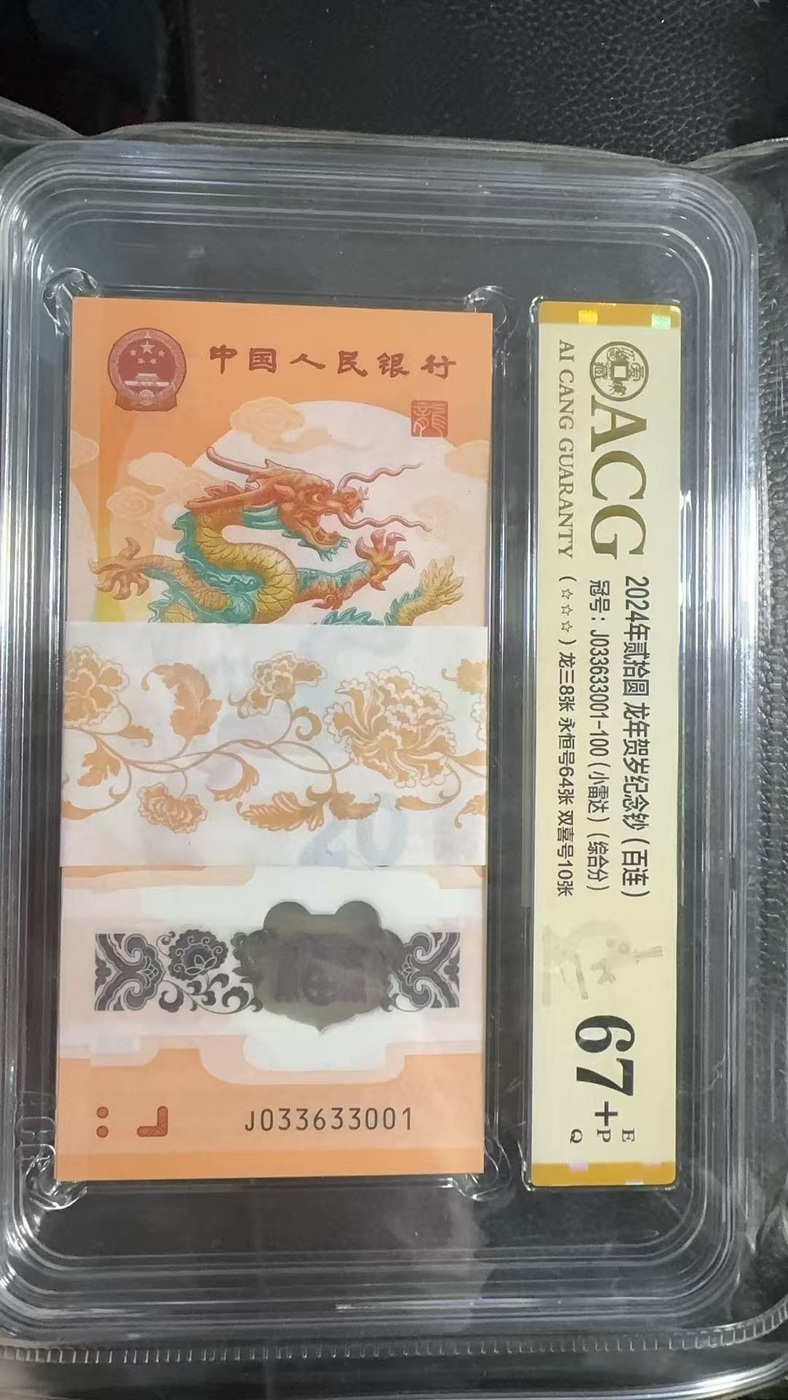 中国人民银行
龍
20
J033633001
ACG
AI CANG GUARANTY
2024年贰拾圆 龙年贺岁纪念钞（百连）
冠号：J033633001-100（小雷达）（综合分）
（☆☆☆）龙三8张 永恒号64张 双喜号10张
67+
E
P
Q